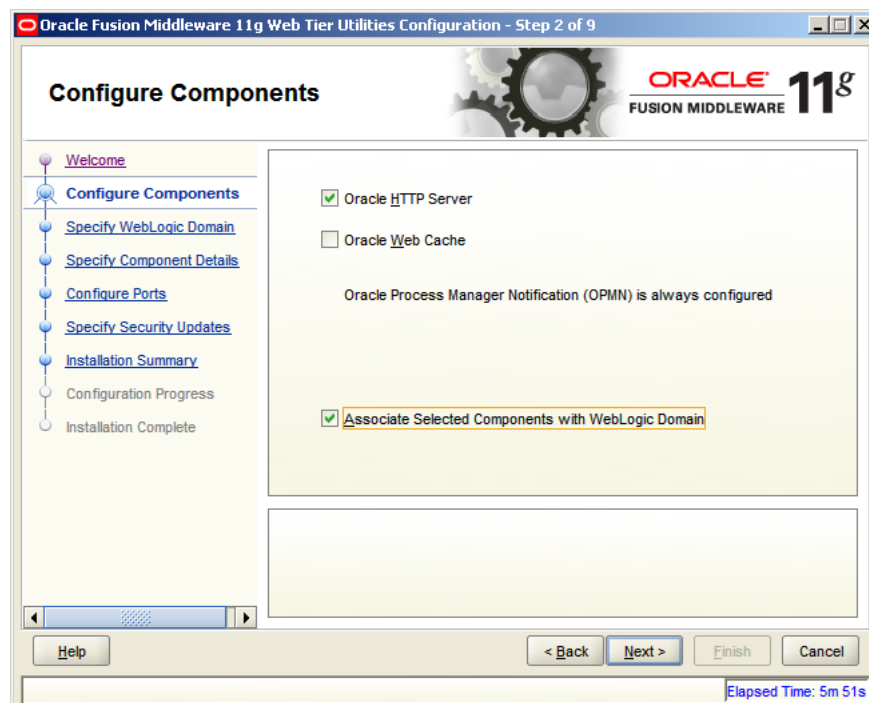 Oracle Fusion Middleware 11g Web Tier Utilities Configuration - Step 2 of 9
Configure Components
ORACLE
FUSION MIDDLEWARE
11g
Welcome
Configure Components
Specify WebLogic Domain
Specify Component Details
Configure Ports
Specify Security Updates
Installation Summary
Configuration Progress
Installation Complete
Oracle HTTP Server
Oracle Web Cache
Oracle Process Manager Notification (OPMN) is always configured
Associate Selected Components with WebLogic Domain
Help
< Back
Next >
Finish
Cancel
Elapsed Time: 5m 51s